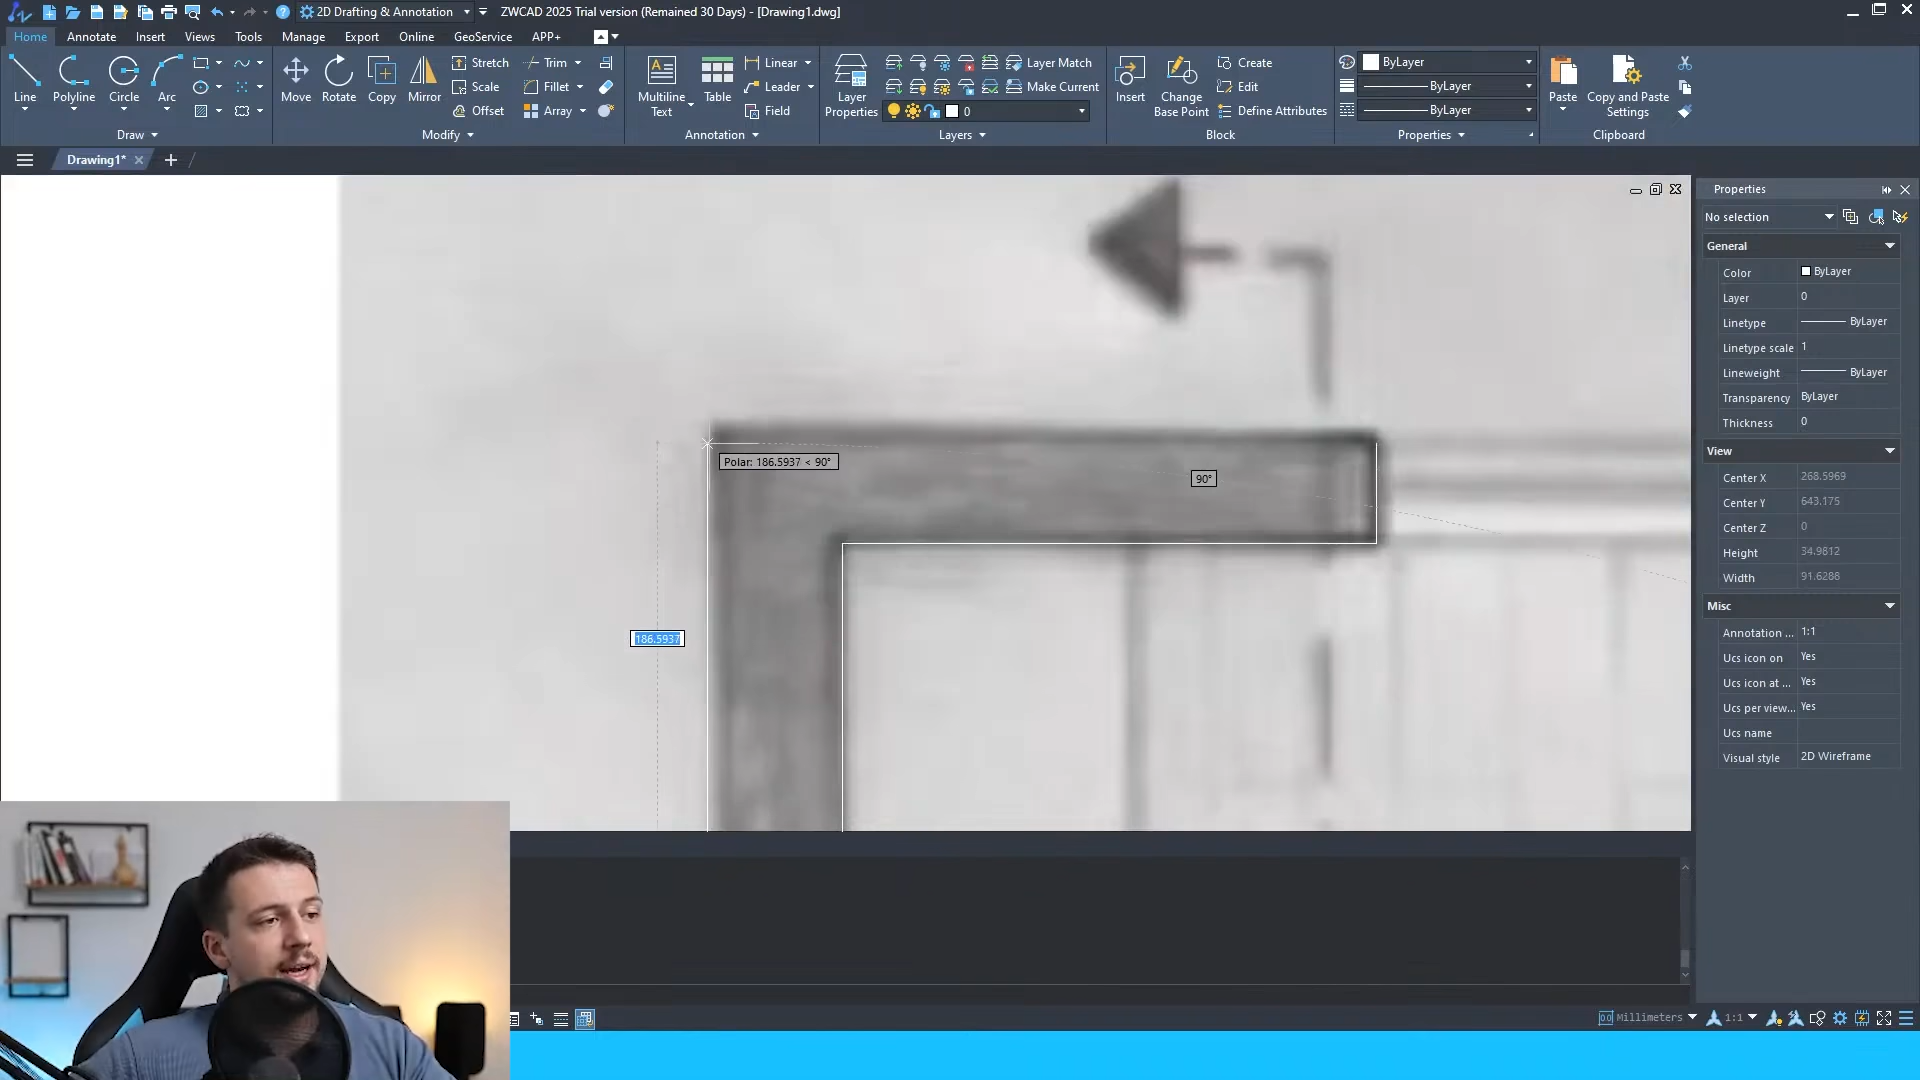 2D Drafting & Annotation
ZWCAD 2025 Trial version (Remained 30 Days) - [Drawing1.dwg]
Home Annotate Insert Views Tools Manage Export Online GeoService APP+
Line Polyline Circle Arc
Draw
Move Rotate Copy Mirror
Stretch Trim
Scale Fillet
Offset Array
Modify
Multiline Text Table
Linear
Leader
Field
Annotation
Layer Properties
Layer Match
Make Current
0
Layers
Insert Change Base Point
Create
Edit
Define Attributes
Block
ByLayer
ByLayer
ByLayer
Properties
Paste Copy and Paste Settings
Clipboard
Drawing1*
Polar: 186.5937 < 90°
90°
186.5937
Properties
No selection
General
Color ByLayer
Layer 0
Linetype ByLayer
Linetype scale 1
Lineweight ByLayer
Transparency ByLayer
Thickness 0
View
Center X 268.5969
Center Y 643.175
Center Z 0
Height 34.9812
Width 91.6288
Misc
Annotation ... 1:1
Ucs icon on Yes
Ucs icon at ... Yes
Ucs per view... Yes
Ucs name
Visual style 2D Wireframe
Millimeters 1:1